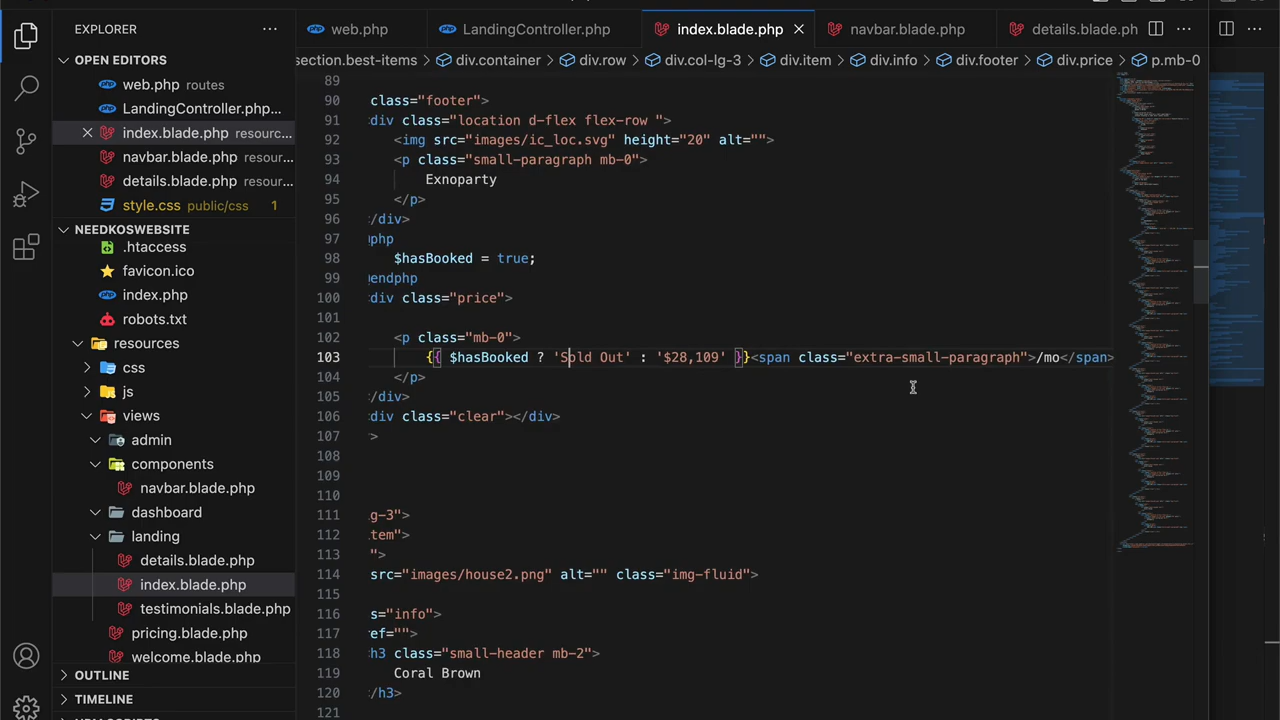 EXPLORER
OPEN EDITORS
web.php routes
LandingController.php...
index.blade.php resourc...
navbar.blade.php resour...
details.blade.php resour...
style.css public/css 1
NEEDKOSWEBSITE
.htaccess
favicon.ico
index.php
robots.txt
resources
css
js
views
admin
components
navbar.blade.php
dashboard
landing
details.blade.php
index.blade.php
testimonials.blade.php
pricing.blade.php
welcome.blade.php
OUTLINE
TIMELINE
web.php LandingController.php index.blade.php navbar.blade.php details.blade.ph
section.best-items > div.container > div.row > div.col-lg-3 > div.item > div.info > div.footer > div.price > p.mb-0
89
90 class="footer">
91 div class="location d-flex flex-row ">
92 <img src="images/ic_loc.svg" height="20" alt="">
93 <p class="small-paragraph mb-0">
94 Exnoparty
95 </p>
96 /div>
97 php
98 $hasBooked = true;
99 endphp
100 div class="price">
101
102 <p class="mb-0">
103 {{ $hasBooked ? 'Sold Out' : '$28,109' }}<span class="extra-small-paragraph">/mo</span>
104 </p>
105 /div>
106 div class="clear"></div>
107 >
108
109
110
111 g-3">
112 tem">
113 ">
114 src="images/house2.png" alt="" class="img-fluid">
115
116 s="info">
117 ref="">
118 h3 class="small-header mb-2">
119 Coral Brown
120 /h3>
121